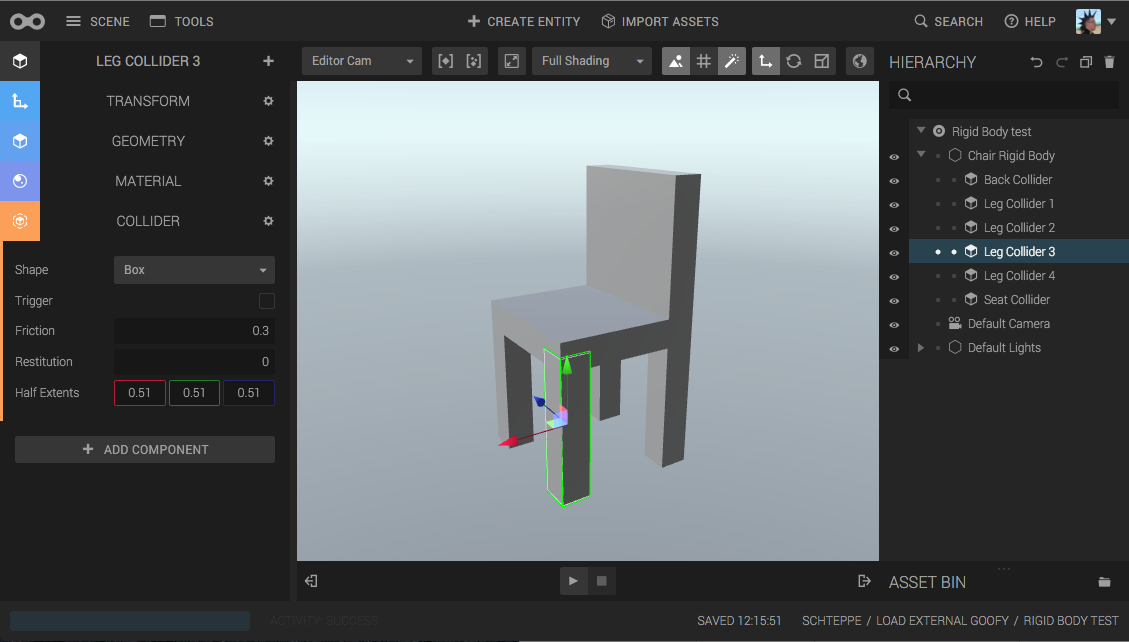 SCENE TOOLS CREATE ENTITY IMPORT ASSETS SEARCH HELP
LEG COLLIDER 3
TRANSFORM
GEOMETRY
MATERIAL
COLLIDER
Shape Box
Trigger
Friction 0.3
Restitution 0
Half Extents 0.51 0.51 0.51
ADD COMPONENT
Editor Cam Full Shading
HIERARCHY
Rigid Body test
Chair Rigid Body
Back Collider
Leg Collider 1
Leg Collider 2
Leg Collider 3
Leg Collider 4
Seat Collider
Default Camera
Default Lights
ASSET BIN
ACTIVITY: SUCCESS
SAVED 12:15:51 SCHTEPPE / LOAD EXTERNAL GOOFY / RIGID BODY TEST